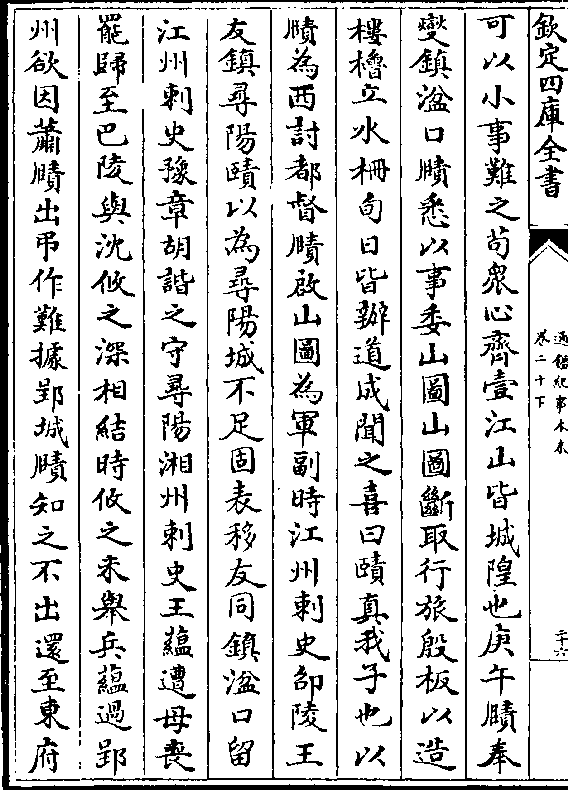 欽定四庫全書
通鑑紀事本末
卷二十下
二十六
可以小事難之茍衆心齊壹江山皆城隍也庚午賾奉
燮鎮湓口賾悉以事委山圖山圖斷取行旅殷板以造
樓櫓立水柵旬日皆辦道成聞之喜曰賾真我子也以
賾為西討都督賾啟山圖為軍副時江州刺史邵陵王
友鎮尋陽賾以為尋陽城不足固表移友同鎮湓口留
江州刺史豫章胡諧之守尋陽湘州刺史王蘊遭母喪
罷歸至巴陵與沈攸之深相結時攸之未舉兵蘊過郢
州欲因蕭賾出弔作難據郢城賾知之不出還至東府